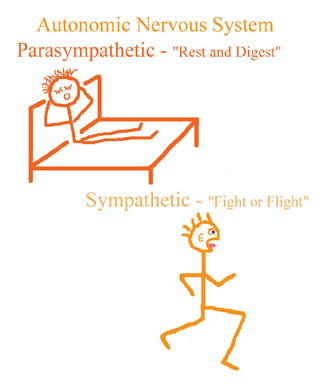 Autonomic Nervous System
Parasympathetic - "Rest and Digest"
Sympathetic - "Fight or Flight"